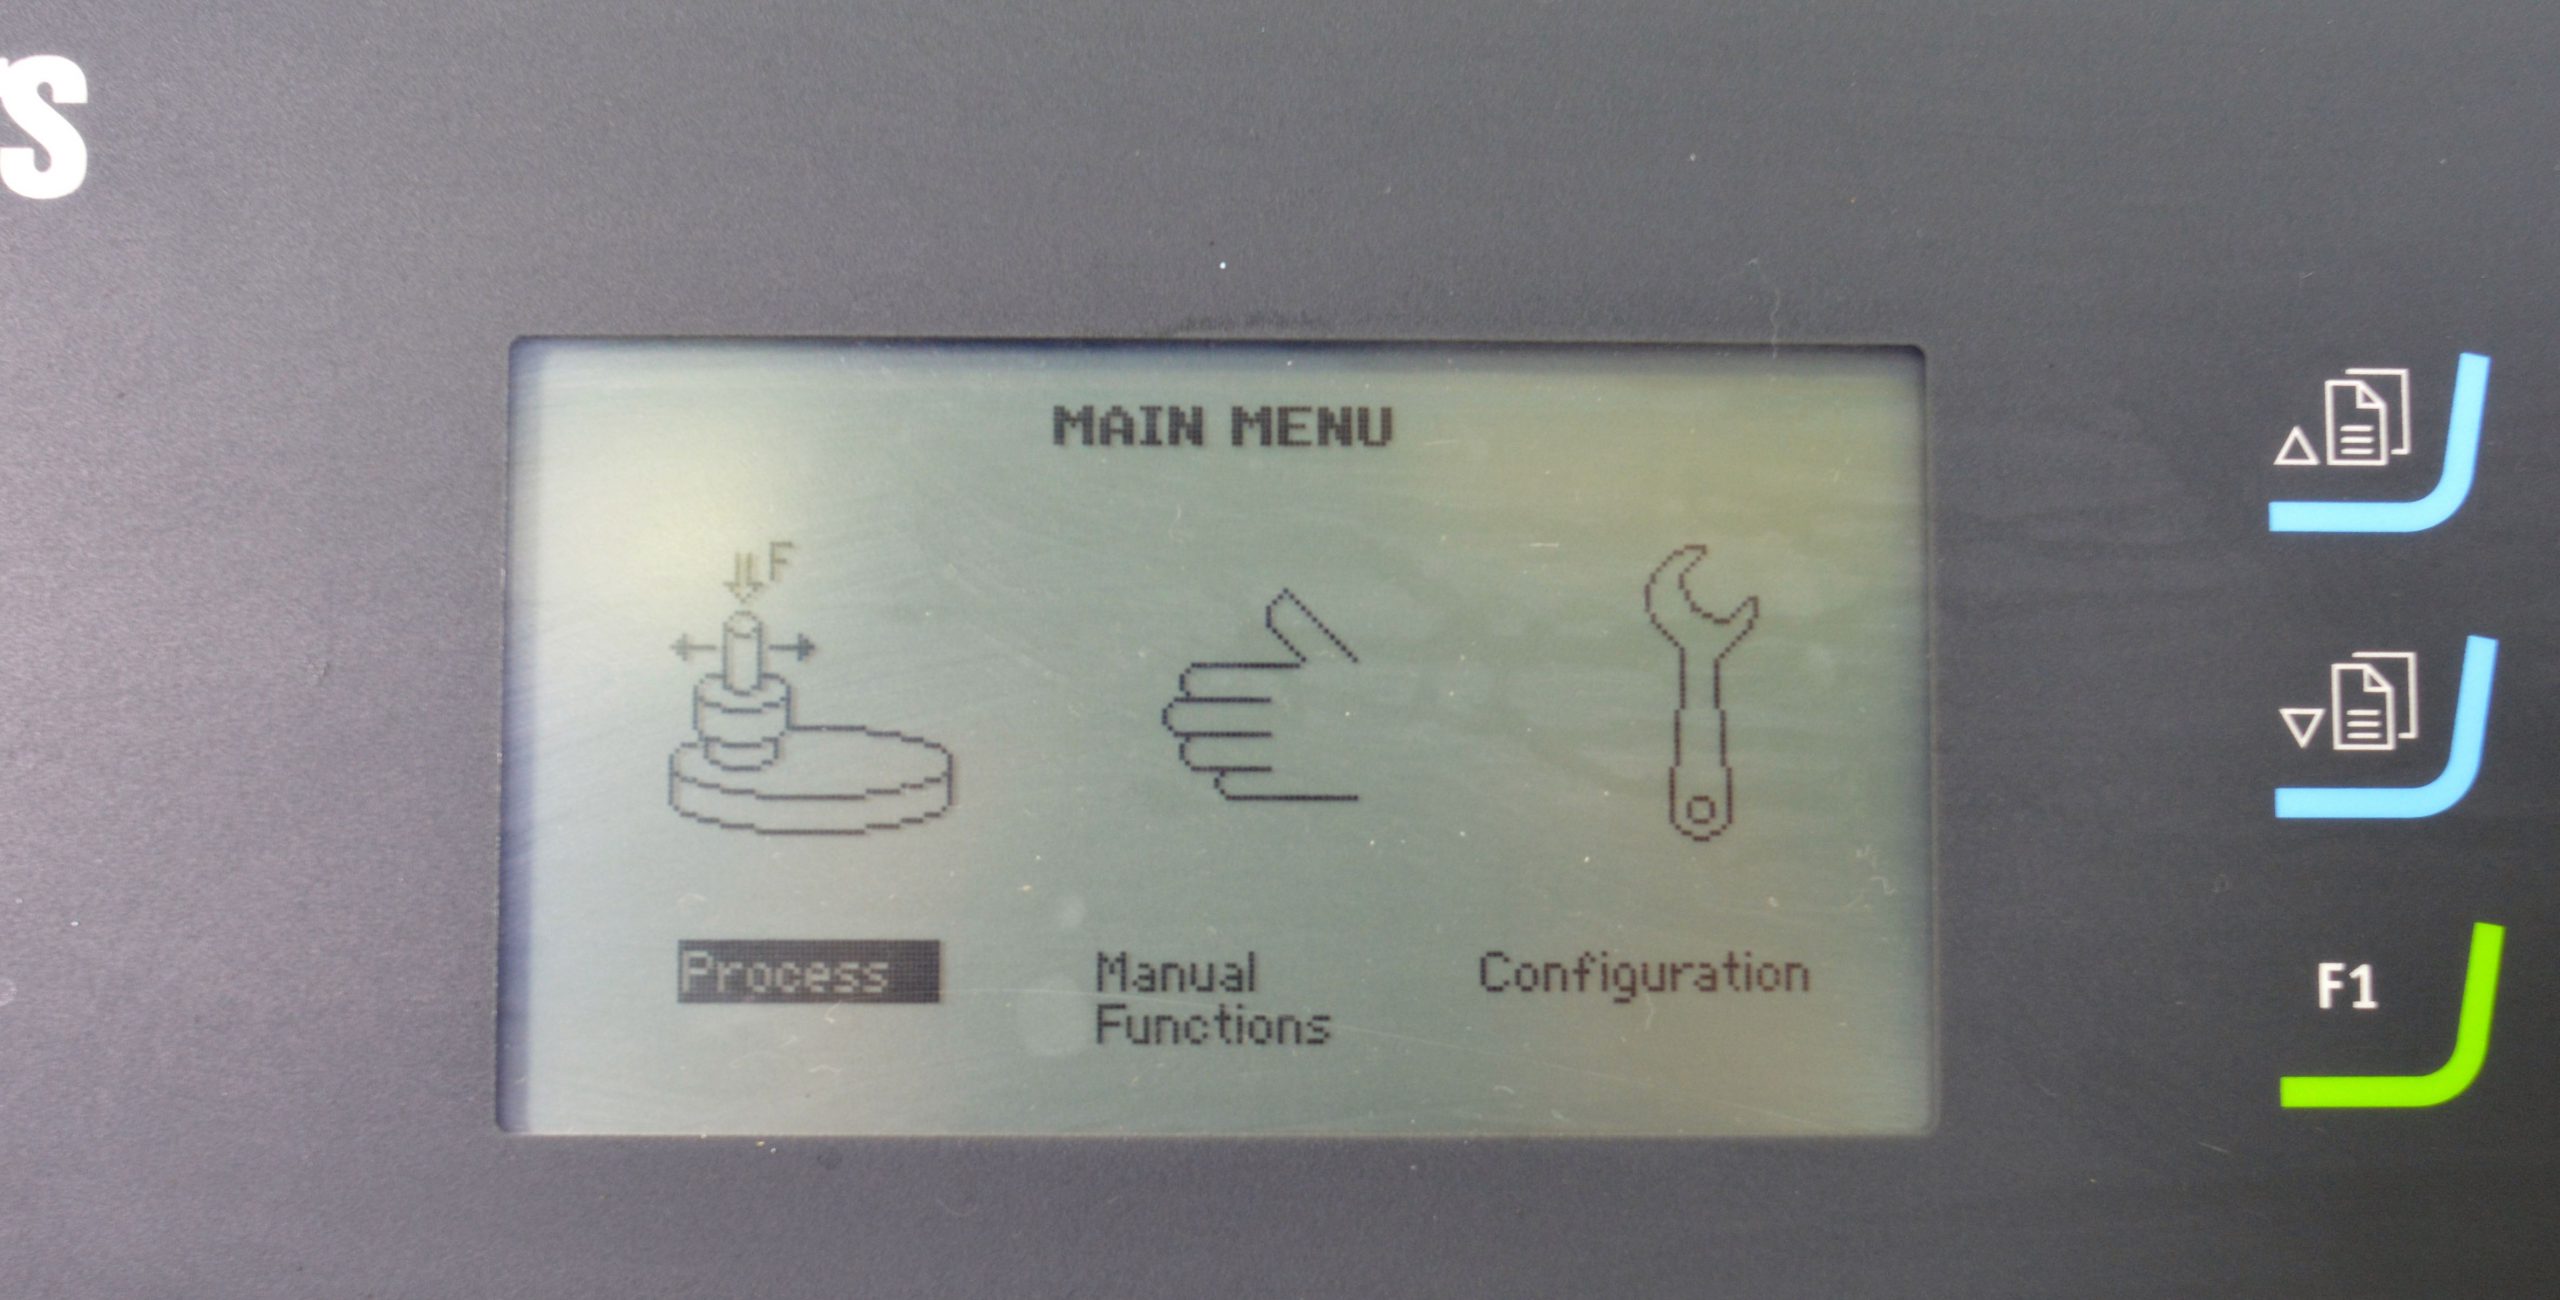 MAIN MENU
F
Process
Manual
Functions
Configuration
F1